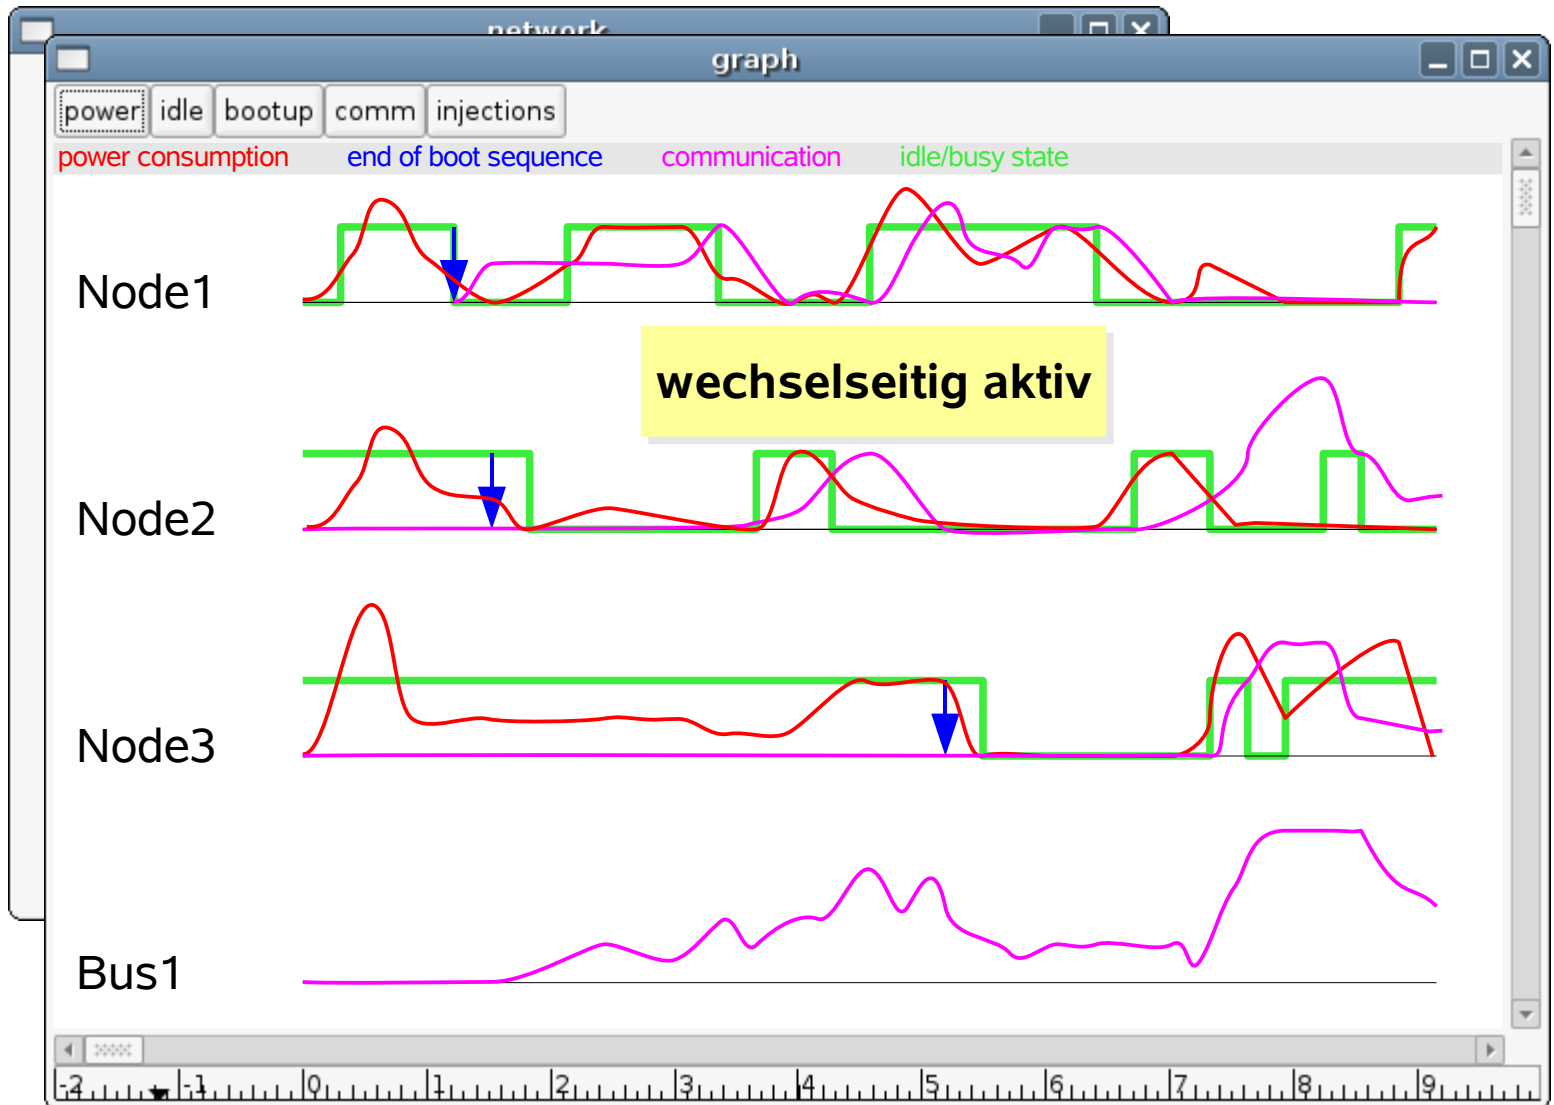 network
graph
power idle bootup comm injections
power consumption end of boot sequence communication idle/busy state
Node1
wechselseitig aktiv
Node2
Node3
Bus1
-2 -1 0 1 2 3 4 5 6 7 8 9